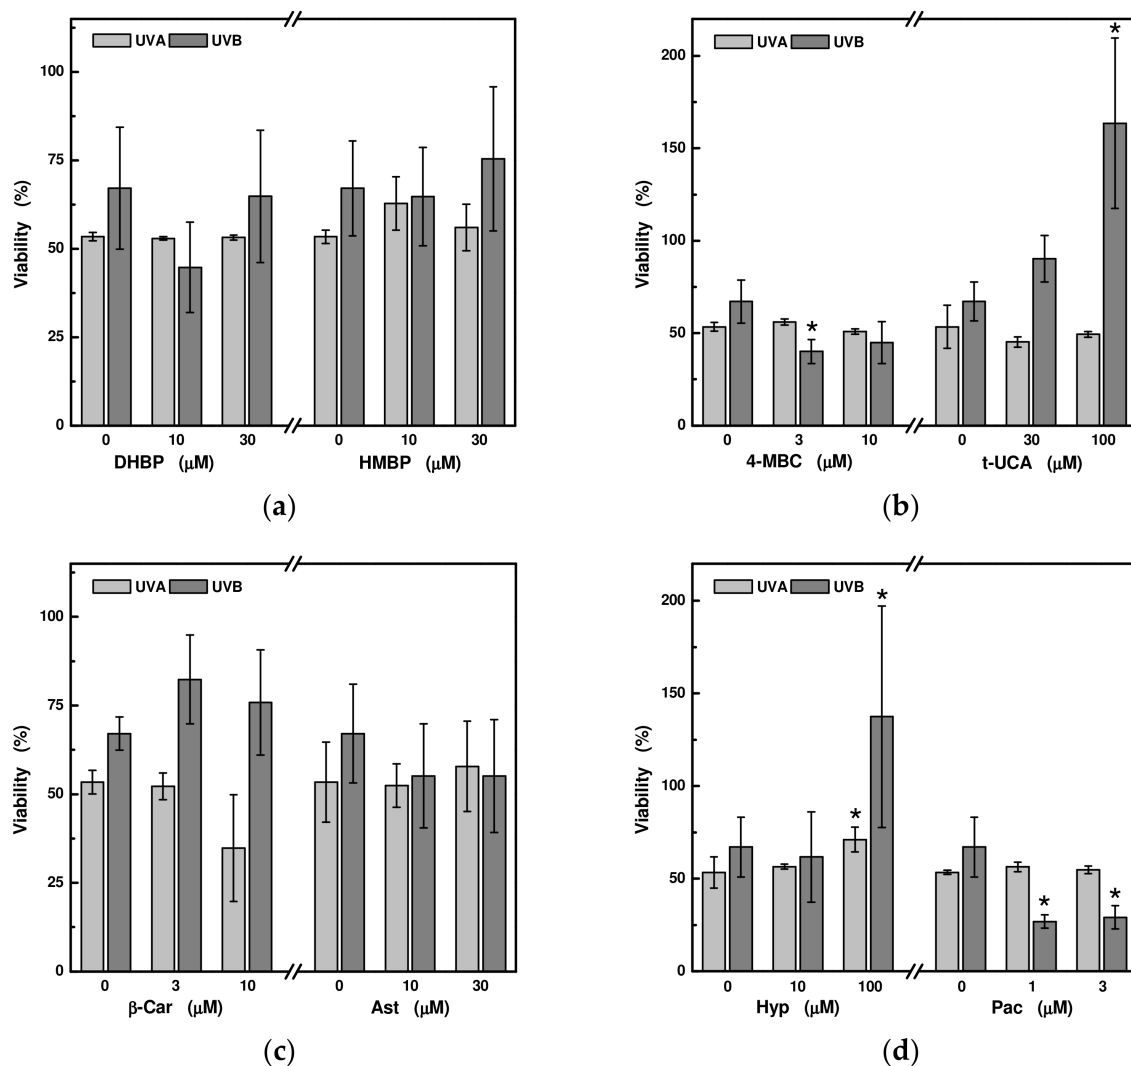 UVA UVB
100
75
50
25
0
Viability (%)
0 10 30 0 10 30
DHBP (μM) HMBP (μM)
(a)
UVA UVB
*
200
150
100
50
0
Viability (%)
*
0 3 10 0 30 100
4-MBC (μM) t-UCA (μM)
(b)
UVA UVB
100
75
50
25
0
Viability (%)
0 3 10 0 10 30
β-Car (μM) Ast (μM)
(c)
UVA UVB
*
200
150
100
50
0
Viability (%)
*
* *
0 10 100 0 1 3
Hyp (μM) Pac (μM)
(d)